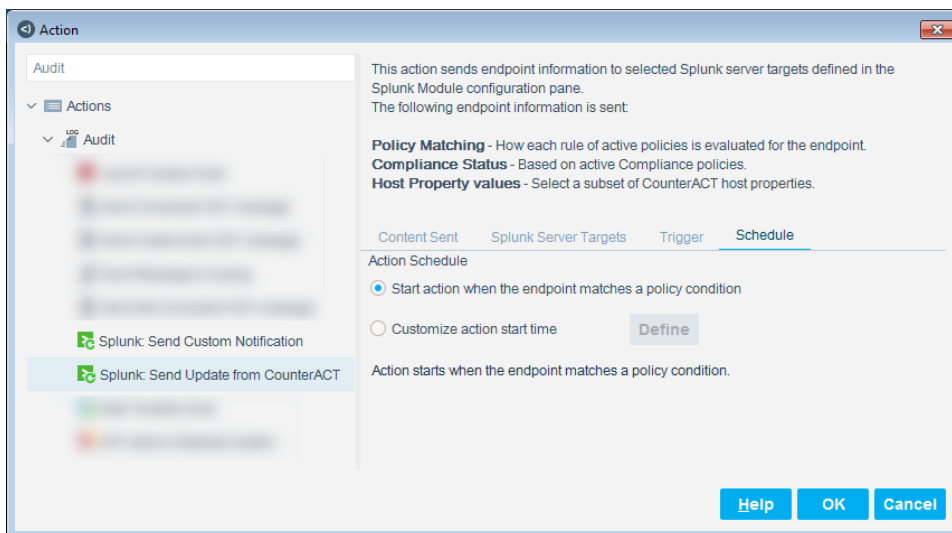 Action
Audit
Actions
LOG
Audit
Splunk: Send Custom Notification
Splunk: Send Update from CounterACT
This action sends endpoint information to selected Splunk server targets defined in the
Splunk Module configuration pane.
The following endpoint information is sent:
Policy Matching - How each rule of active policies is evaluated for the endpoint.
Compliance Status - Based on active Compliance policies.
Host Property values - Select a subset of CounterACT host properties.
Content Sent Splunk Server Targets Trigger Schedule
Action Schedule
Start action when the endpoint matches a policy condition
Customize action start time Define
Action starts when the endpoint matches a policy condition.
Help OK Cancel